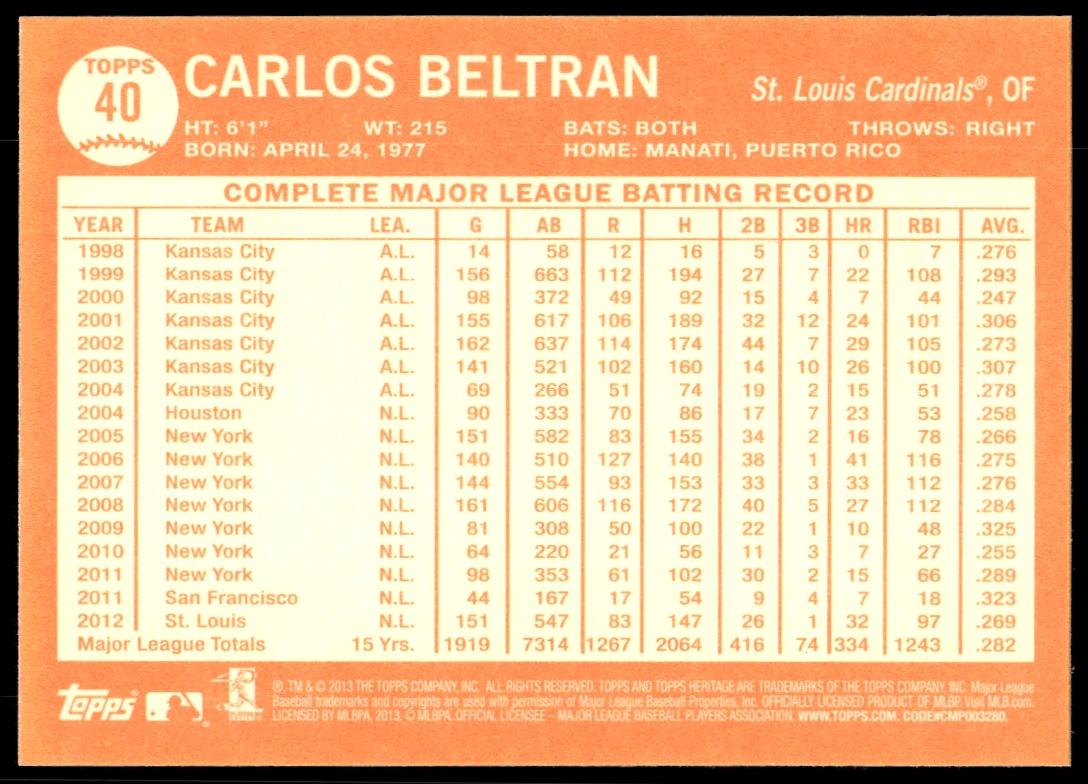 TOPPS
40
CARLOS BELTRAN
St. Louis Cardinals®, OF
HT: 6'1" WT: 215 BATS: BOTH THROWS: RIGHT
BORN: APRIL 24, 1977 HOME: MANATI, PUERTO RICO
COMPLETE MAJOR LEAGUE BATTING RECORD
YEAR TEAM LEA. G AB R H 2B 3B HR RBI AVG.
1998 Kansas City A.L. 14 58 12 16 5 3 0 7 .276
1999 Kansas City A.L. 156 663 112 194 27 7 22 108 .293
2000 Kansas City A.L. 98 372 49 92 15 4 7 44 .247
2001 Kansas City A.L. 155 617 106 189 32 12 24 101 .306
2002 Kansas City A.L. 162 637 114 174 44 7 29 105 .273
2003 Kansas City A.L. 141 521 102 160 14 10 26 100 .307
2004 Kansas City A.L. 69 266 51 74 19 2 15 51 .278
2004 Houston N.L. 90 333 70 86 17 7 23 53 .258
2005 New York N.L. 151 582 83 155 34 2 16 78 .266
2006 New York N.L. 140 510 127 140 38 1 41 116 .275
2007 New York N.L. 144 554 93 153 33 3 33 112 .276
2008 New York N.L. 161 606 116 172 40 5 27 112 .284
2009 New York N.L. 81 308 50 100 22 1 10 48 .325
2010 New York N.L. 64 220 21 56 11 3 7 27 .255
2011 New York N.L. 98 353 61 102 30 2 15 66 .289
2011 San Francisco N.L. 44 167 17 54 9 4 7 18 .323
2012 St. Louis N.L. 151 547 83 147 26 1 32 97 .269
Major League Totals 15 Yrs. 1919 7314 1267 2064 416 74 334 1243 .282
topps
®, TM & © 2013 THE TOPPS COMPANY, INC. ALL RIGHTS RESERVED. TOPPS AND TOPPS HERITAGE ARE TRADEMARKS OF THE TOPPS COMPANY, INC. Major League
Baseball trademarks and copyrights are used with permission of Major League Baseball Properties, Inc. OFFICIALLY LICENSED PRODUCT OF MLBP Visit MLB.com.
LICENSED BY MLBPA, 2013. © MLBPA. OFFICIAL LICENSEE – MAJOR LEAGUE BASEBALL PLAYERS ASSOCIATION. WWW.TOPPS.COM. CODE#CMP003280.